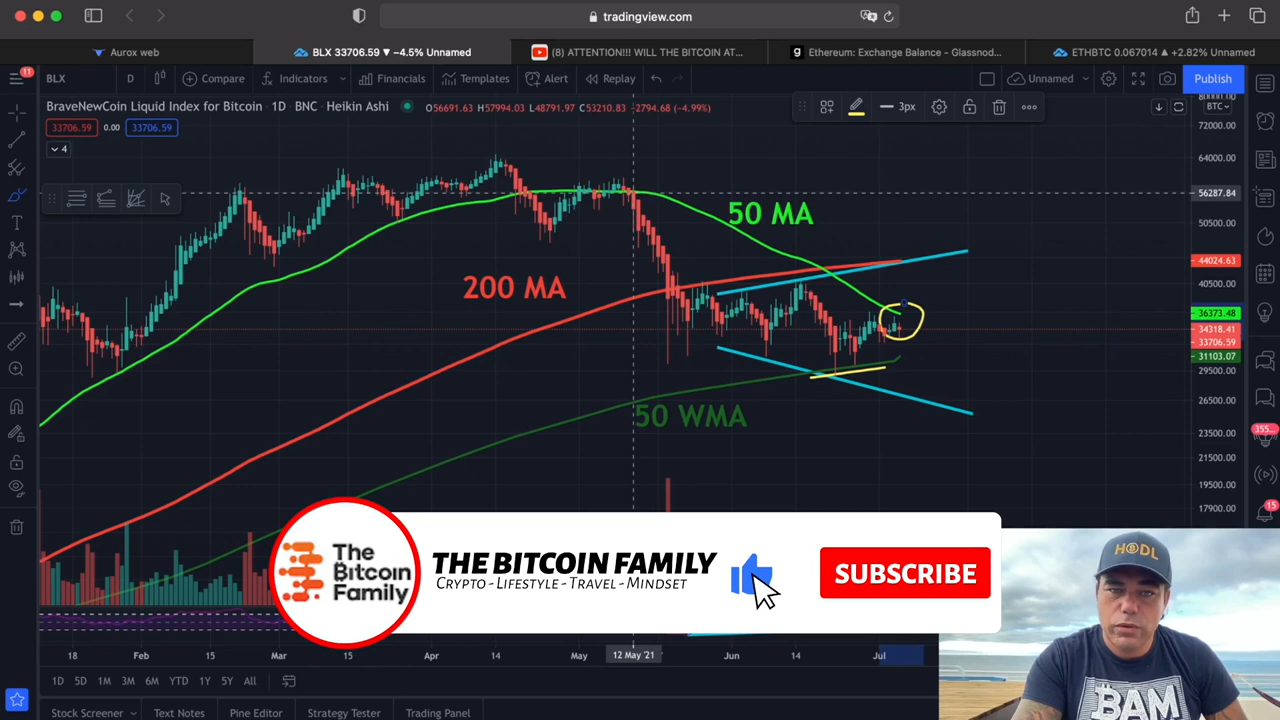 tradingview.com
Aurox web
BLX 33706.59 ▼ −4.5% Unnamed
(8) ATTENTION!!! WILL THE BITCOIN AT...
Ethereum: Exchange Balance - Glassnod...
ETHBTC 0.067014 ▲ +2.82% Unnamed
11
BLX
D
Compare
Indicators
Financials
Templates
Alert
Replay
Unnamed
Publish
BraveNewCoin Liquid Index for Bitcoin · 1D · BNC · Heikin Ashi
O56691.63 H57994.03 L48791.97 C53210.83 −2794.68 (−4.99%)
3px
BTC
33706.59 0.00 33706.59
4
80000.00
72000.00
64000.00
56287.84
50500.00
44024.63
40500.00
36373.48
34318.41
33706.59
31103.07
29500.00
26500.00
23500.00
21500.00
19500.00
17900.00
50 MA
200 MA
50 WMA
355...
15
The
Bitcoin
Family
THE BITCOIN FAMILY
CRYPTO - LIFESTYLE - TRAVEL - MINDSET
SUBSCRIBE
HODL
BAM
18 Feb 15 Mar 15 Apr 14 May 12 May '21 Jun 14 Jul
1D 5D 1M 3M 6M YTD 1Y 5Y ALL
Stock Screener Text Notes Pine Editor Strategy Tester Trading Panel